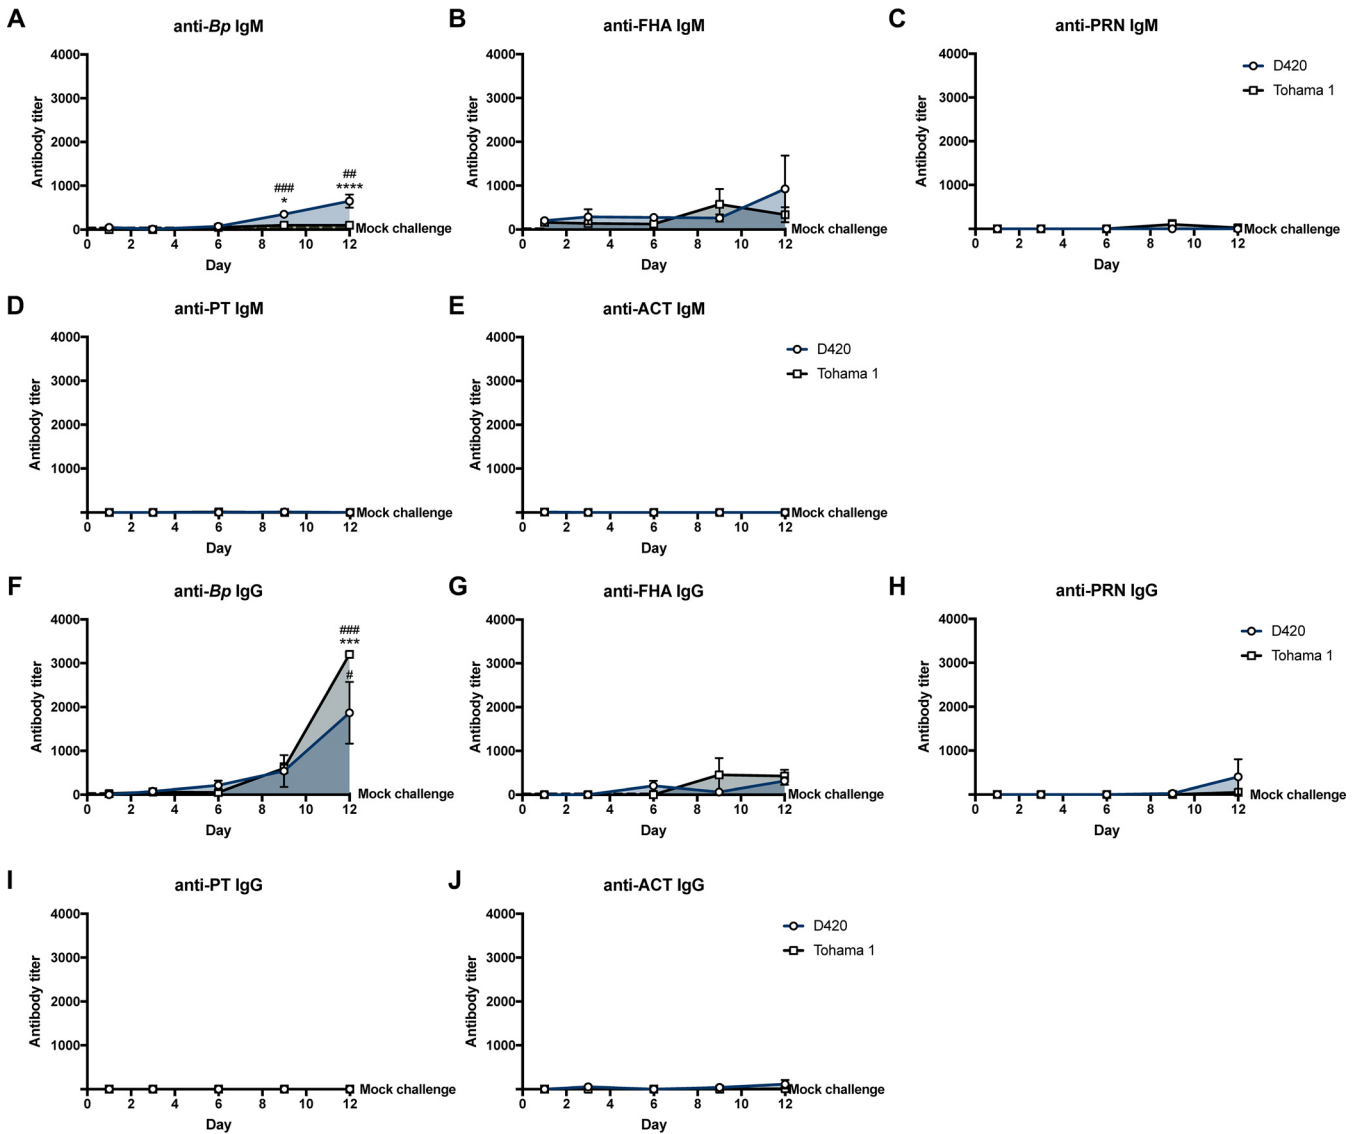 A
anti-Bp IgM
Antibody titer
4000
3000
2000
1000
0
###
*
##
****
Mock challenge
0 2 4 6 8 10 12
Day
B
anti-FHA IgM
Antibody titer
4000
3000
2000
1000
0
Mock challenge
0 2 4 6 8 10 12
Day
C
anti-PRN IgM
D420
Tohama 1
Antibody titer
4000
3000
2000
1000
Mock challenge
0 2 4 6 8 10 12
Day
D
anti-PT IgM
Antibody titer
4000
3000
2000
1000
Mock challenge
0 2 4 6 8 10 12
Day
E
anti-ACT IgM
D420
Tohama 1
Antibody titer
4000
3000
2000
1000
Mock challenge
0 2 4 6 8 10 12
Day
F
anti-Bp IgG
Antibody titer
4000
3000
2000
1000
0
###
***
#
Mock challenge
0 2 4 6 8 10 12
Day
G
anti-FHA IgG
Antibody titer
4000
3000
2000
1000
0
Mock challenge
0 2 4 6 8 10 12
Day
H
anti-PRN IgG
D420
Tohama 1
Antibody titer
4000
3000
2000
1000
Mock challenge
0 2 4 6 8 10 12
Day
I
anti-PT IgG
Antibody titer
4000
3000
2000
1000
Mock challenge
0 2 4 6 8 10 12
Day
J
anti-ACT IgG
D420
Tohama 1
Antibody titer
4000
3000
2000
1000
Mock challenge
0 2 4 6 8 10 12
Day